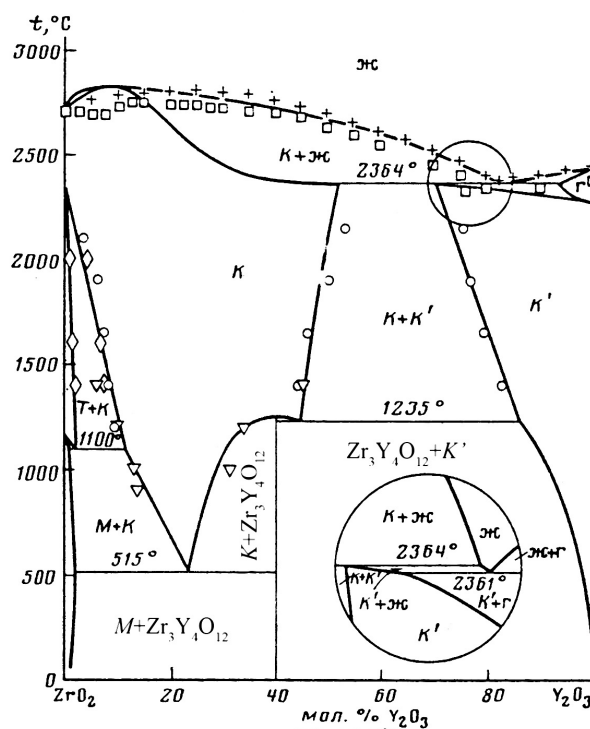 t,°C
3000
ж
2500
К+ж
2364°
r
2000
К
К+К'
К'
1500
Т+К
1235°
1100°
К+Zr₃Y₄O₁₂
Zr₃Y₄O₁₂+К'
1000
М+К
К+ж
ж
2364°
ж+г
515°
500
К+К'
2361°
К'+ж
К'+г
М+Zr₃Y₄O₁₂
К'
0
ZrO₂
20
40
60
80
Y₂O₃
мол. % Y₂O₃